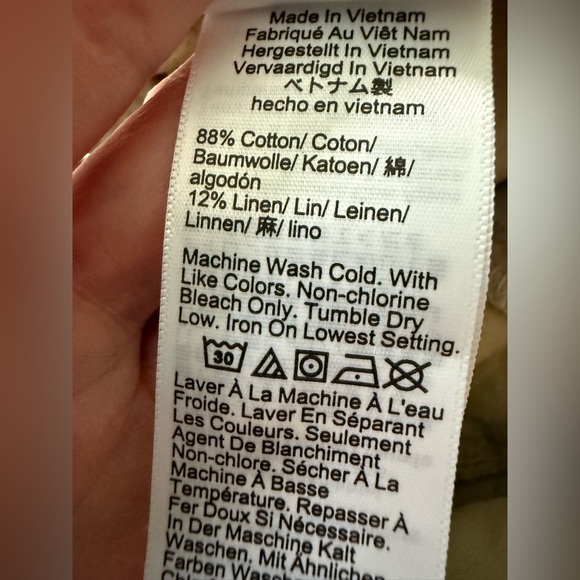 Made In Vietnam
Fabriqué Au Viêt Nam
Hergestellt In Vietnam
Vervaardigd In Vietnam
ベトナム製
hecho en vietnam
88% Cotton/ Coton/
Baumwolle/ Katoen/ 綿/
algodón
12% Linen/ Lin/ Leinen/
Linnen/ 麻/ lino
Machine Wash Cold. With
Like Colors. Non-chlorine
Bleach Only. Tumble Dry
Low. Iron On Lowest Setting.
30
Laver À La Machine À L'eau
Froide. Laver En Séparant
Les Couleurs. Seulement
Agent De Blanchiment
Non-chlore. Sécher À La
Machine À Basse
Température. Repasser À
Fer Doux Si Nécessaire.
In Der Maschine Kalt
Waschen. Mit Ähnlichen
Farben